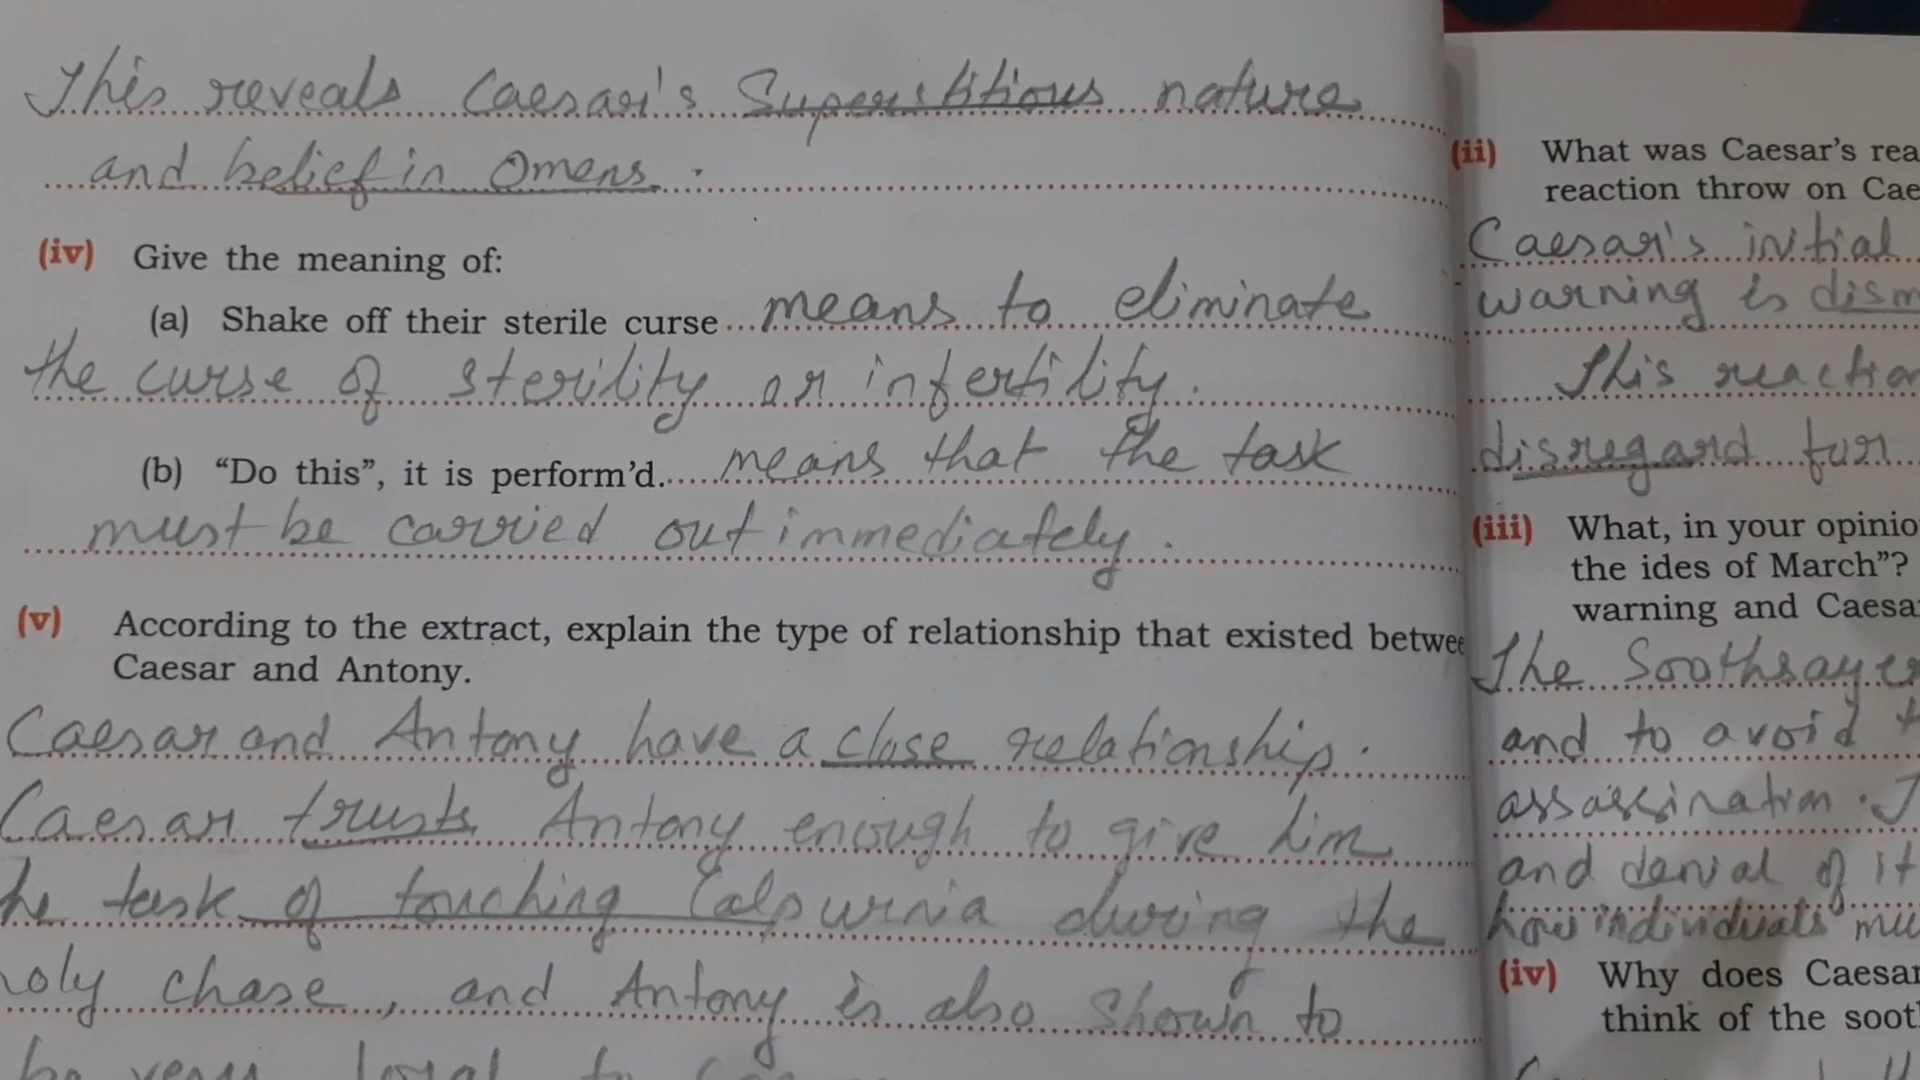 This reveals Caesar's Superstitious nature
and belief in Omens.
(iv) Give the meaning of:
(a) Shake off their sterile curse means to eliminate
the curse of sterility or infertility.
(b) "Do this", it is perform'd. means that the task
must be carried out immediately.
(v) According to the extract, explain the type of relationship that existed betwee
Caesar and Antony.
Caesar and Antony have a close relationship.
Caesar trusts Antony enough to give him
he task of touching Calpurnia during the
holy chase, and Antony is also shown to
be very loyal to
(ii) What was Caesar's rea
reaction throw on Cae
Caesar's initial
warning is dism
This reaction
disregard for
(iii) What, in your opinio
the ides of March"?
warning and Caesa
The Soothsayer
and to avoid t
assassination.
and denial of it
how individuals mu
(iv) Why does Caesar
think of the sooth